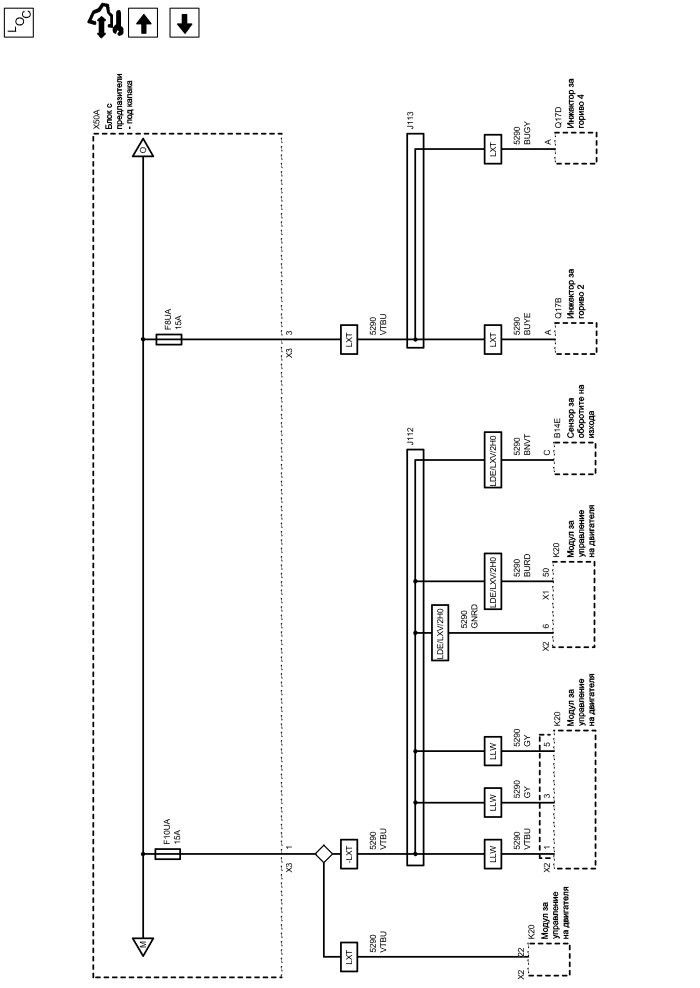 LOC
X50A
Блок с
предпазители
- под капака
O
M
F8UA
15A
F10UA
15A
3
X3
1
X3
LXT
5290
VTBU
J113
LXT
5290
BUGY
A
Q17D
Инжектор за
гориво 4
LXT
5290
BUYE
A
Q17B
Инжектор за
гориво 2
J112
LDE/LXV/2H0
5290
BNVT
C
B14E
Сензор за
оборотите на
изхода
LDE/LXV/2H0
5290
BURD
50
X1
LDE/LXV/2H0
5290
GNRD
6
X2
K20
Модул за
управление
на двигателя
LLW
5290
GY
5
LLW
5290
GY
3
-LXT
5290
VTBU
LLW
5290
VTBU
1
X2
K20
Модул за
управление
на двигателя
LXT
5290
VTBU
22
X2
K20
Модул за
управление
на двигателя